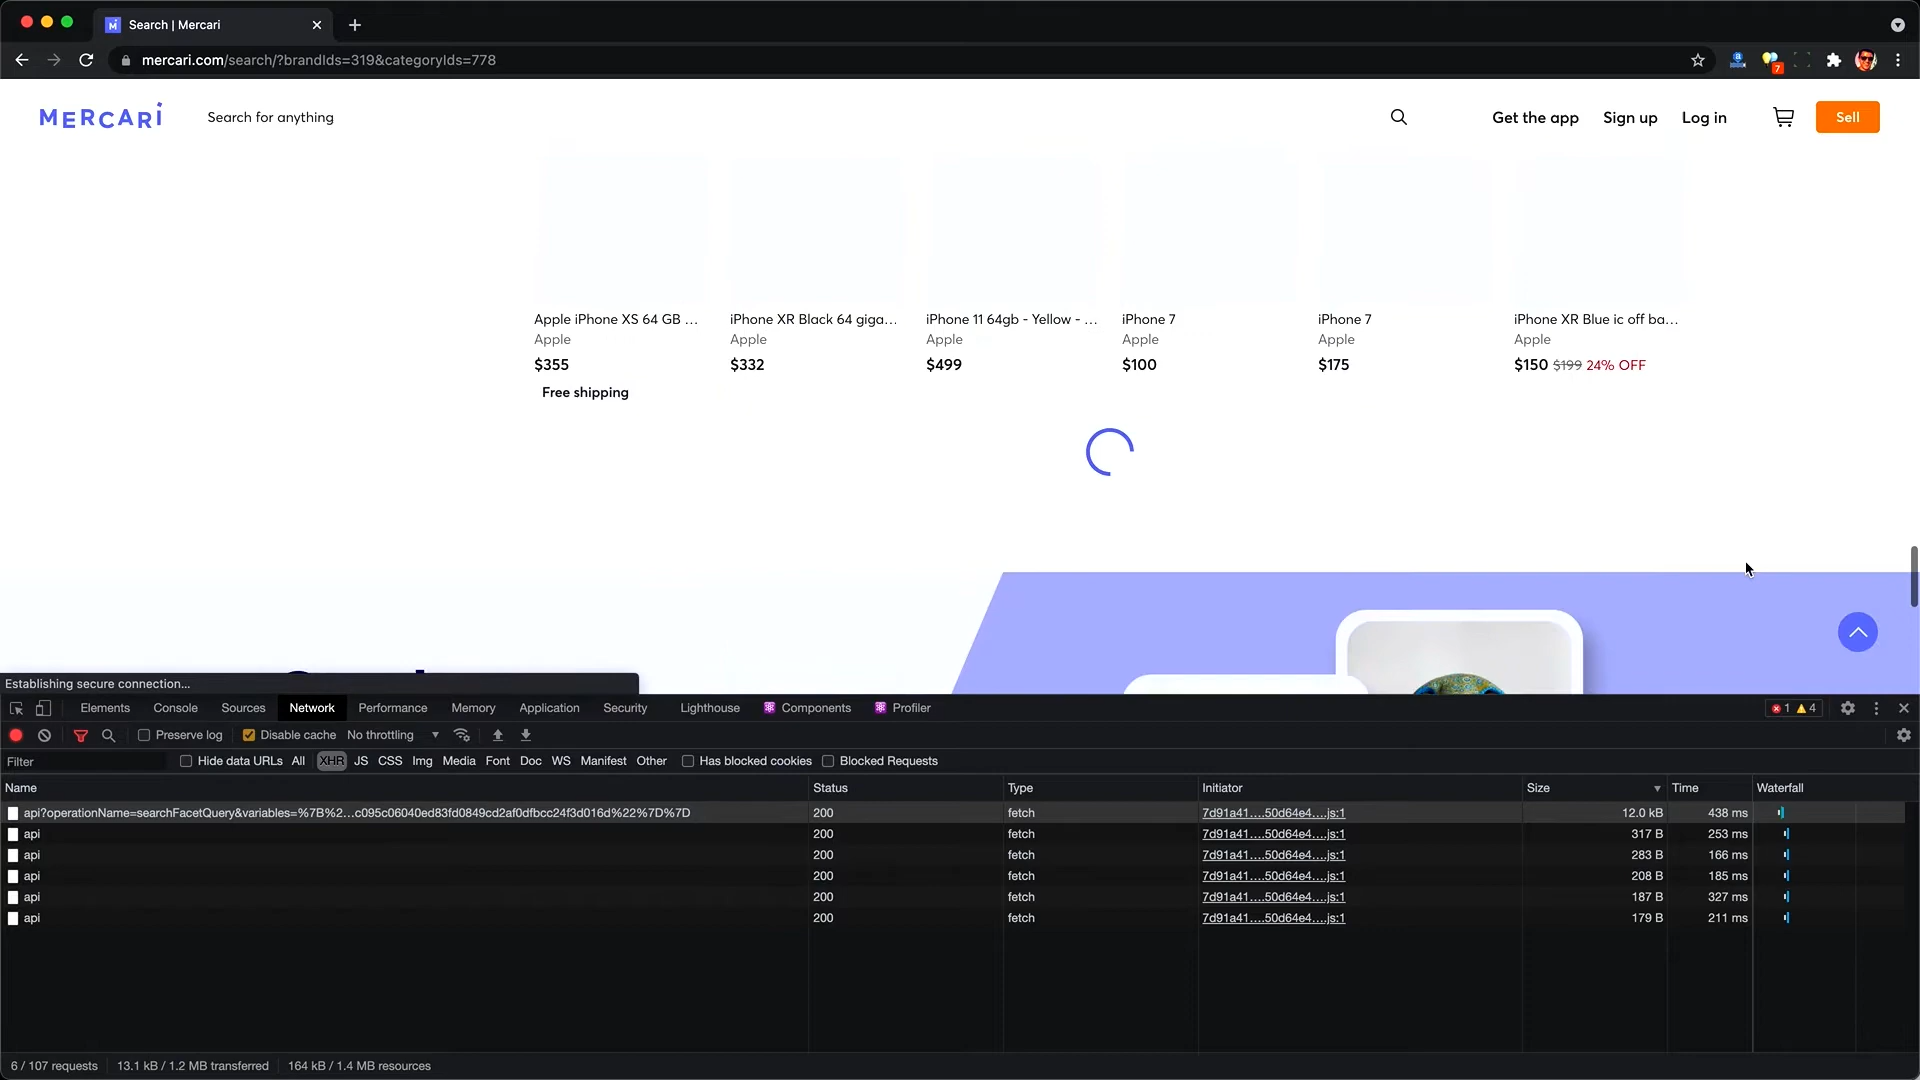 Search | Mercari
mercari.com/search/?brandIds=319&categoryIds=778
7
MERCARI
Search for anything
Get the app
Sign up
Log in
Sell
Apple iPhone XS 64 GB ...
Apple
$355
Free shipping
iPhone XR Black 64 giga...
Apple
$332
iPhone 11 64gb - Yellow - ...
Apple
$499
iPhone 7
Apple
$100
iPhone 7
Apple
$175
iPhone XR Blue ic off ba...
Apple
$150 $199 24% OFF
Establishing secure connection...
Elements Console Sources Network Performance Memory Application Security Lighthouse Components Profiler 1 4
Preserve log Disable cache No throttling
Filter Hide data URLs All XHR JS CSS Img Media Font Doc WS Manifest Other Has blocked cookies Blocked Requests
Name Status Type Initiator Size Time Waterfall
api?operationName=searchFacetQuery&variables=%7B%2...c095c06040ed83fd0849cd2af0dfbcc24f3d016d%22%7D%7D 200 fetch 7d91a41....50d64e4....js:1 12.0 kB 438 ms
api 200 fetch 7d91a41....50d64e4....js:1 317 B 253 ms
api 200 fetch 7d91a41....50d64e4....js:1 283 B 166 ms
api 200 fetch 7d91a41....50d64e4....js:1 208 B 185 ms
api 200 fetch 7d91a41....50d64e4....js:1 187 B 327 ms
api 200 fetch 7d91a41....50d64e4....js:1 179 B 211 ms
6 / 107 requests 13.1 kB / 1.2 MB transferred 164 kB / 1.4 MB resources